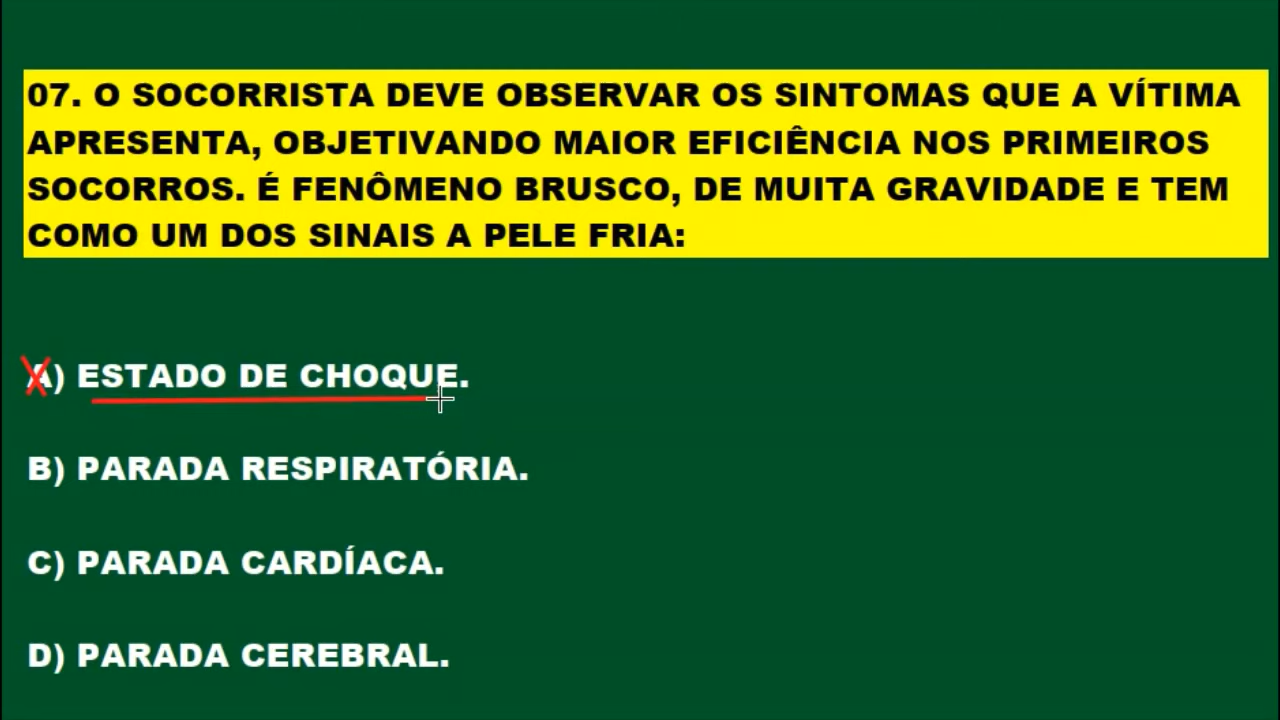 07. O SOCORRISTA DEVE OBSERVAR OS SINTOMAS QUE A VÍTIMA
APRESENTA, OBJETIVANDO MAIOR EFICIÊNCIA NOS PRIMEIROS
SOCORROS. É FENÔMENO BRUSCO, DE MUITA GRAVIDADE E TEM
COMO UM DOS SINAIS A PELE FRIA:
A) ESTADO DE CHOQUE.
B) PARADA RESPIRATÓRIA.
C) PARADA CARDÍACA.
D) PARADA CEREBRAL.